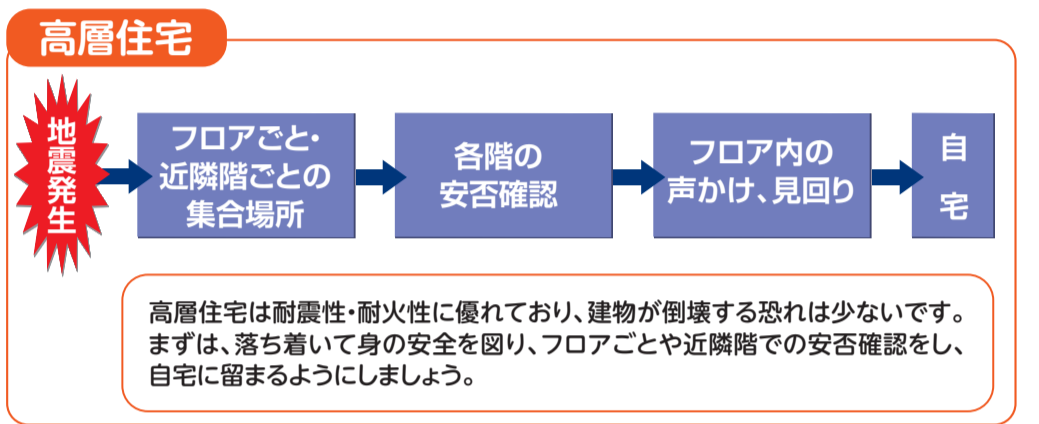 高層住宅
地震発生
フロアごと・
近隣階ごとの
集合場所
各階の
安否確認
フロア内の
声かけ、見回り
自
宅
高層住宅は耐震性・耐火性に優れており、建物が倒壊する恐れは少ないです。
まずは、落ち着いて身の安全を図り、フロアごとや近隣階での安否確認をし、
自宅に留まるようにしましょう。